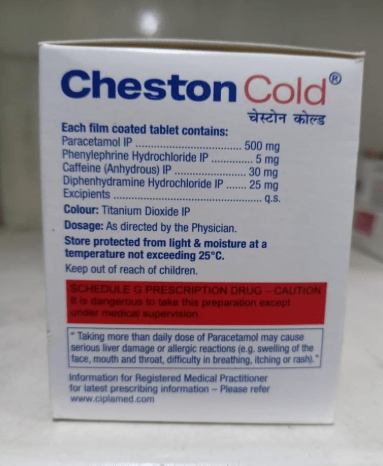 Cheston Cold®
चेस्टोन कोल्ड
Each film coated tablet contains:
Paracetamol IP ................................ 500 mg
Phenylephrine Hydrochloride IP ............ 5 mg
Caffeine (Anhydrous) IP ...................... 30 mg
Diphenhydramine Hydrochloride IP ...... 25 mg
Excipients ........................................... q.s.
Colour: Titanium Dioxide IP
Dosage: As directed by the Physician.
Store protected from light & moisture at a
temperature not exceeding 25°C.
Keep out of reach of children.
SCHEDULE G PRESCRIPTION DRUG – CAUTION
It is dangerous to take this preparation except
under medical supervision.
" Taking more than daily dose of Paracetamol may cause
serious liver damage or allergic reactions (e.g. swelling of the
face, mouth and throat, difficulty in breathing, itching or rash)."
Information for Registered Medical Practitioner
for latest prescribing information – Please refer
www.ciplamed.com